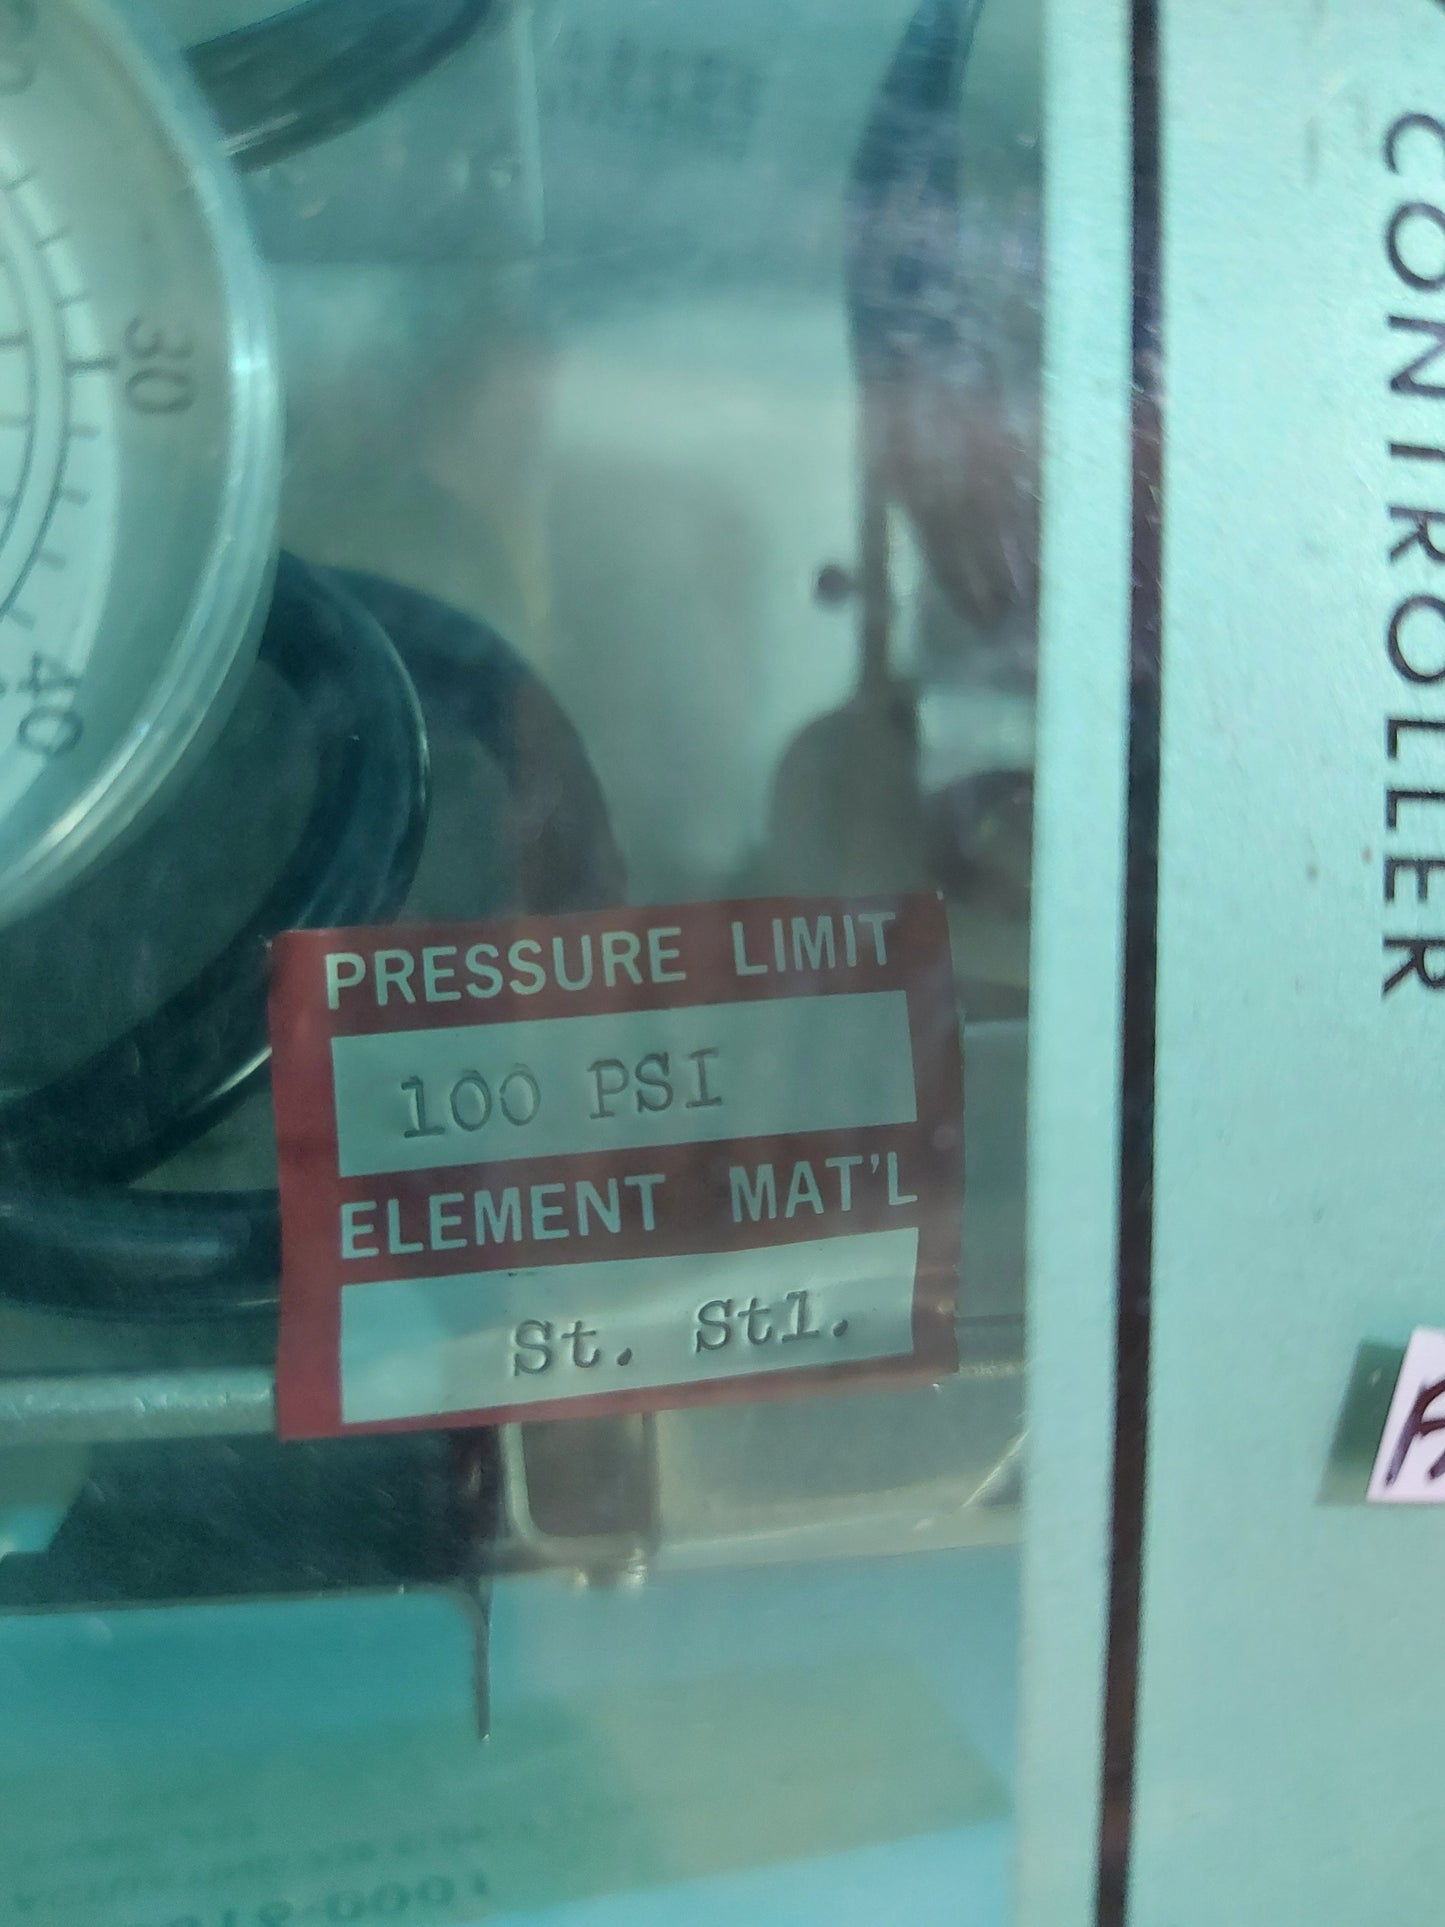 30
40
CONTROLLER
PRESSURE LIMIT
100 PSI
ELEMENT MAT'L
St. Stl.